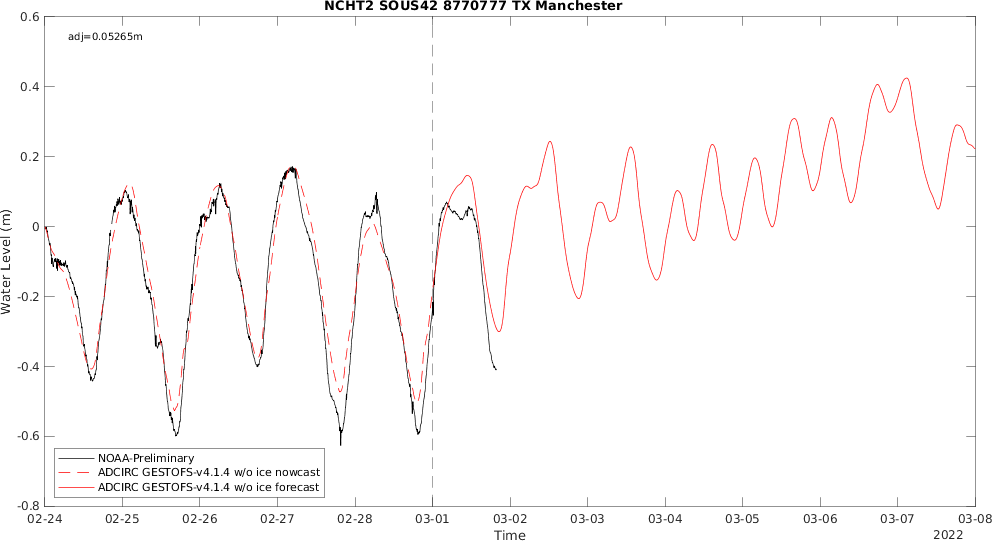 NCHT2 SOUS42 8770777 TX Manchester
adj=0.05265m
0.6
0.4
0.2
0
-0.2
-0.4
-0.6
-0.8
Water Level (m)
NOAA-Preliminary
ADCIRC GESTOFS-v4.1.4 w/o ice nowcast
ADCIRC GESTOFS-v4.1.4 w/o ice forecast
02-24 02-25 02-26 02-27 02-28 03-01 03-02 03-03 03-04 03-05 03-06 03-07 03-08
Time
2022